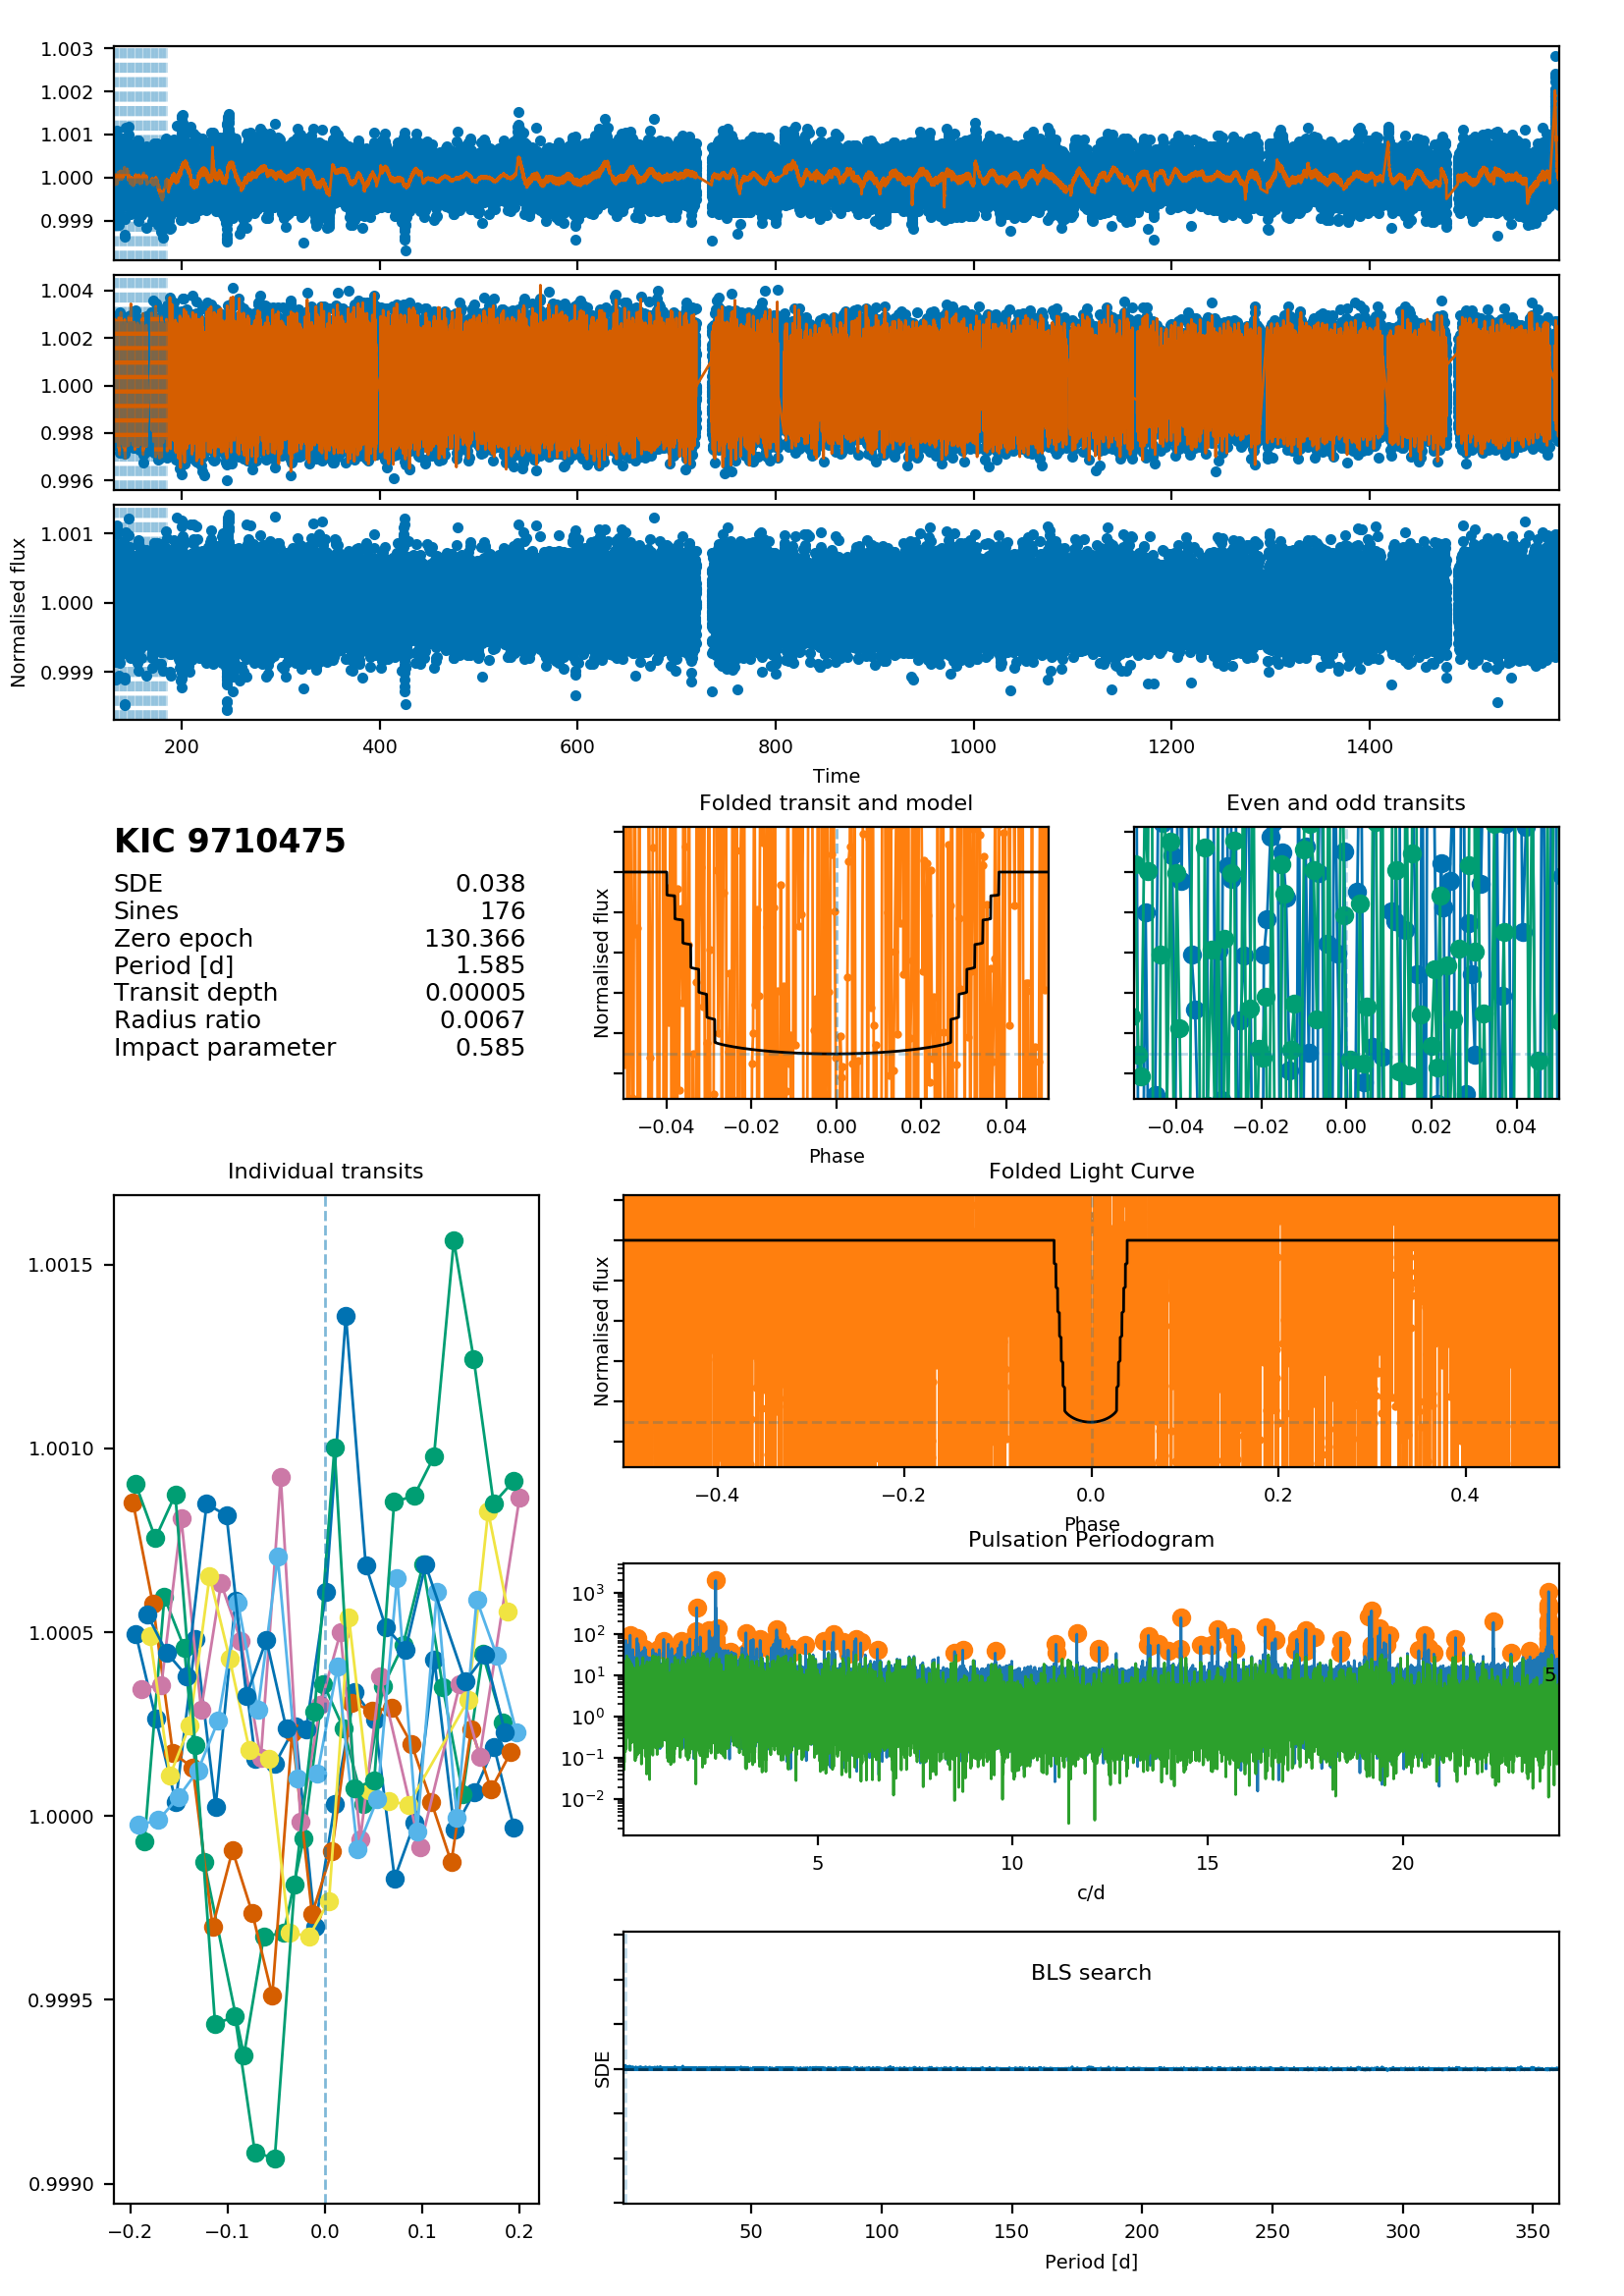 1.003
1.002
1.001
1.000
0.999
1.004
1.002
1.000
0.998
0.996
1.001
1.000
0.999
Normalised flux
200 400 600 800 1000 1200 1400
Time
KIC 9710475
SDE 0.038
Sines 176
Zero epoch 130.366
Period [d] 1.585
Transit depth 0.00005
Radius ratio 0.0067
Impact parameter 0.585
Folded transit and model
Normalised flux
−0.04 −0.02 0.00 0.02 0.04
Phase
Even and odd transits
−0.04 −0.02 0.00 0.02 0.04
Individual transits
1.0015
1.0010
1.0005
1.0000
0.9995
0.9990
−0.2 −0.1 0.0 0.1 0.2
Folded Light Curve
Normalised flux
−0.4 −0.2 0.0 0.2 0.4
Phase
Pulsation Periodogram
10³
10²
10¹
10⁰
10⁻¹
10⁻²
5
5 10 15 20
c/d
BLS search
SDE
50 100 150 200 250 300 350
Period [d]